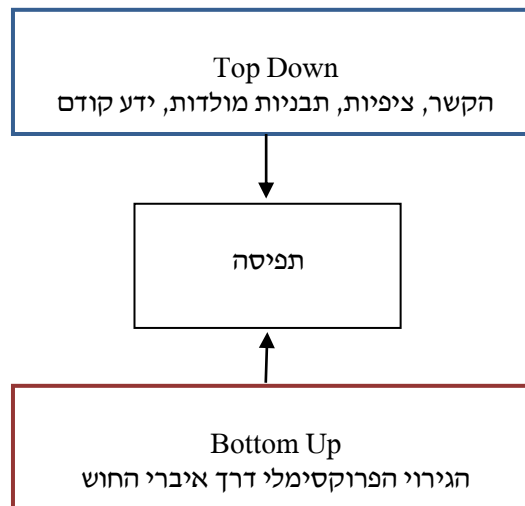 Top Down
הקשר, ציפיות, תבניות מולדות, ידע קודם
תפיסה
Bottom Up
הגירוי הפרוקסימלי דרך איברי החוש